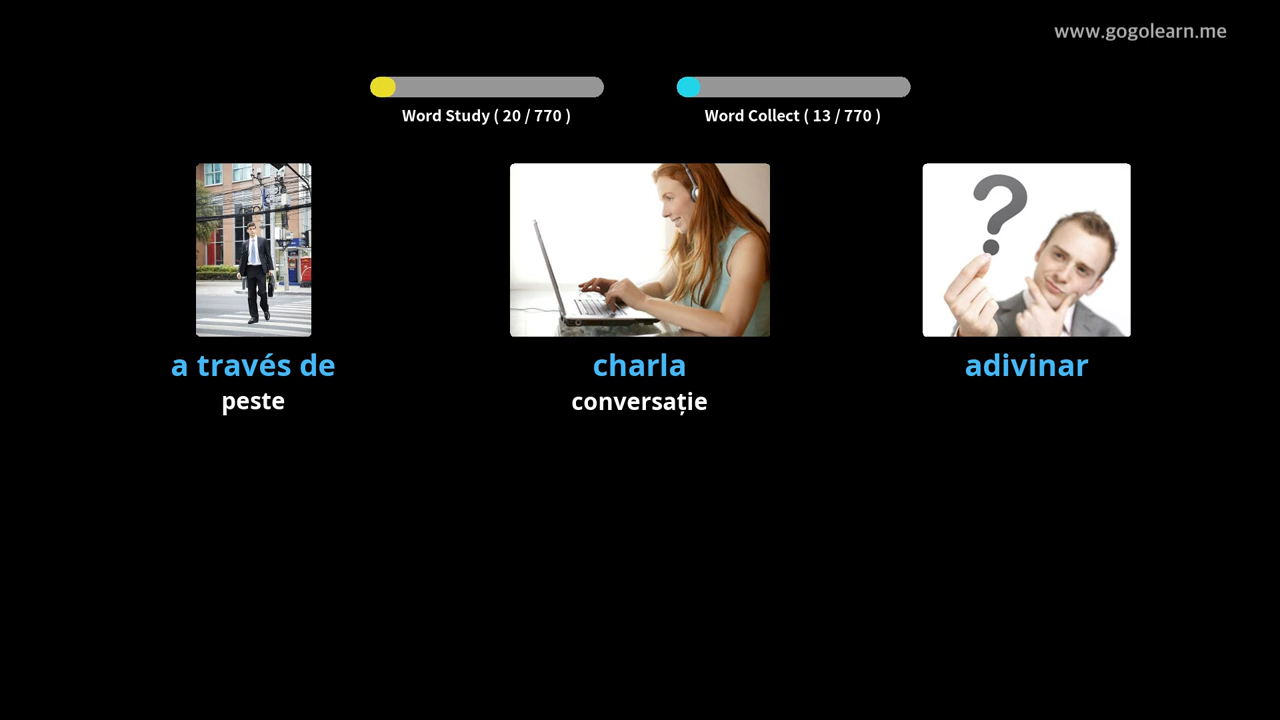 www.gogolearn.me
Word Study ( 20 / 770 )
Word Collect ( 13 / 770 )
a través de
peste
charla
conversație
adivinar